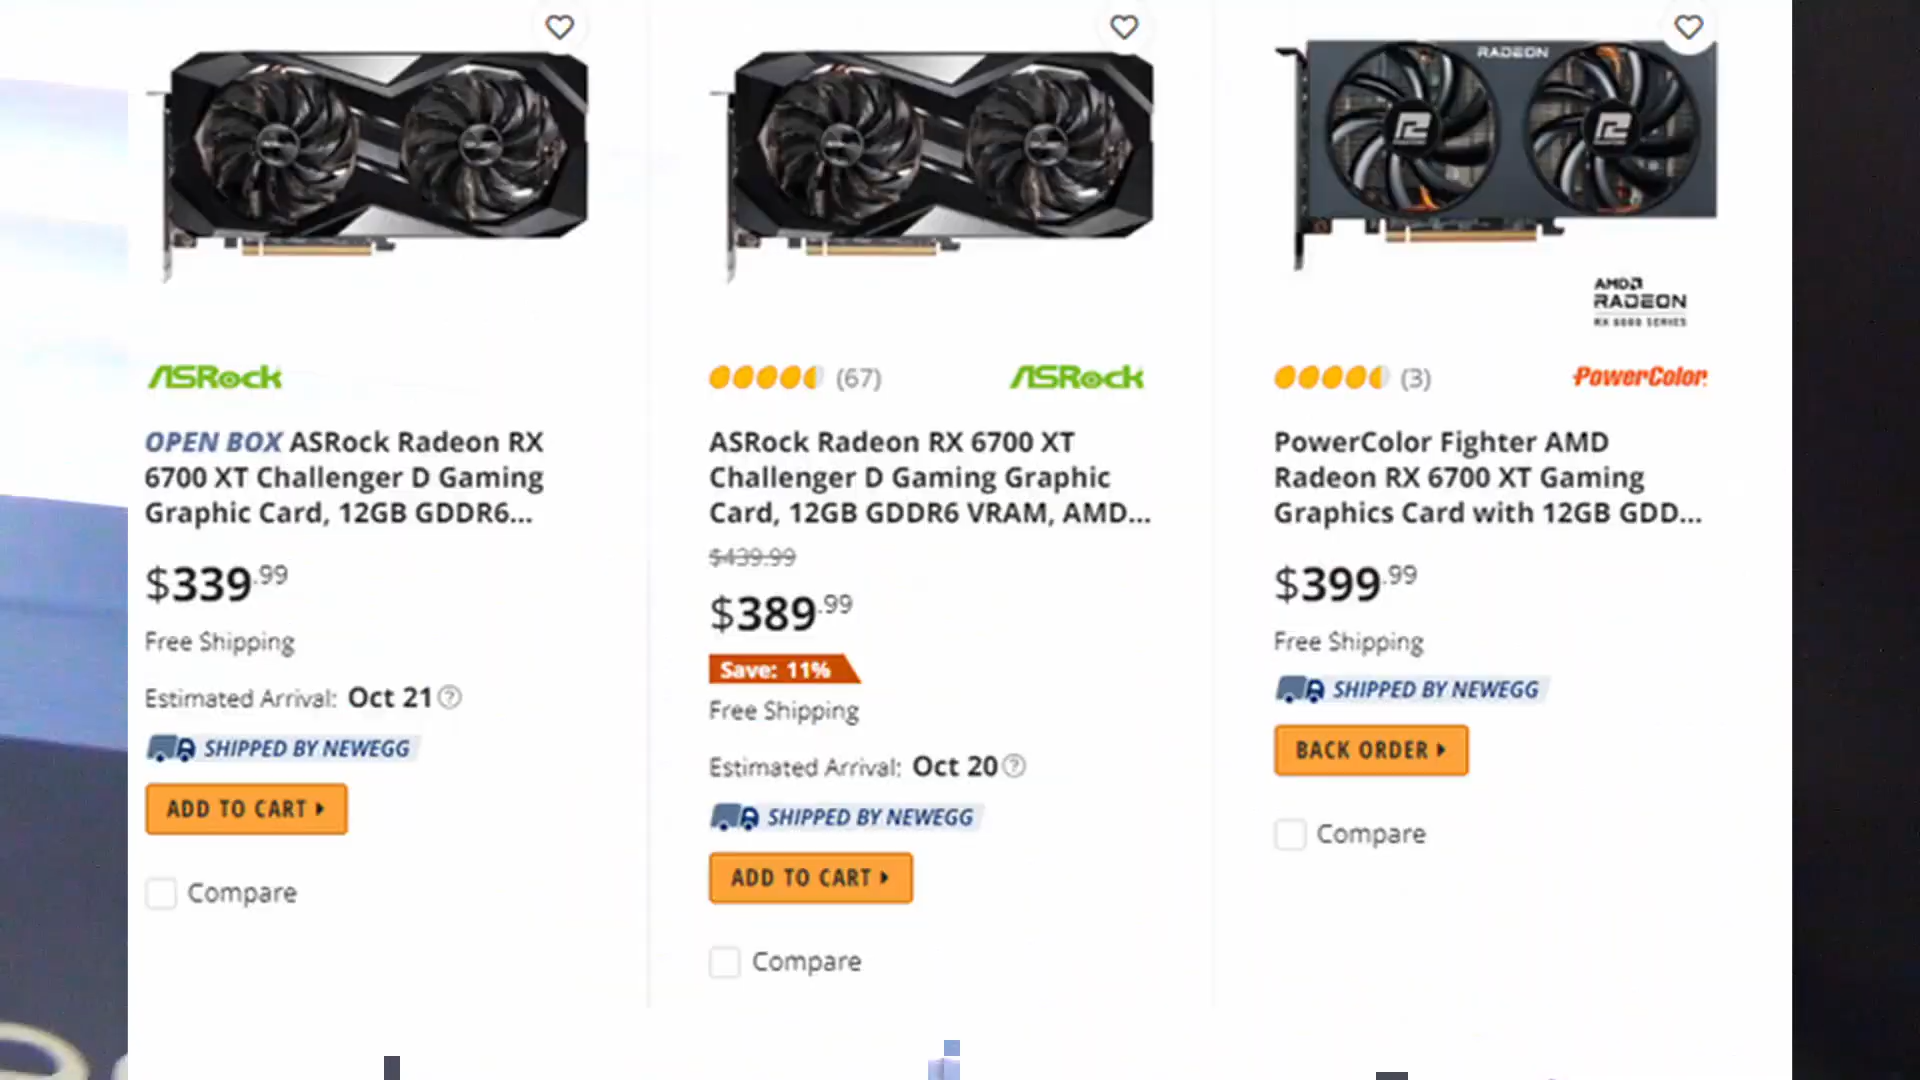 ASRock
OPEN BOX ASRock Radeon RX
6700 XT Challenger D Gaming
Graphic Card, 12GB GDDR6...
$339.99
Free Shipping
Estimated Arrival: Oct 21
SHIPPED BY NEWEGG
ADD TO CART
Compare
(67)
ASRock
ASRock Radeon RX 6700 XT
Challenger D Gaming Graphic
Card, 12GB GDDR6 VRAM, AMD...
$439.99
$389.99
Save: 11%
Free Shipping
Estimated Arrival: Oct 20
SHIPPED BY NEWEGG
ADD TO CART
Compare
RADEON
AMD
RADEON
RX 6000 SERIES
(3)
PowerColor
PowerColor Fighter AMD
Radeon RX 6700 XT Gaming
Graphics Card with 12GB GDD...
$399.99
Free Shipping
SHIPPED BY NEWEGG
BACK ORDER
Compare